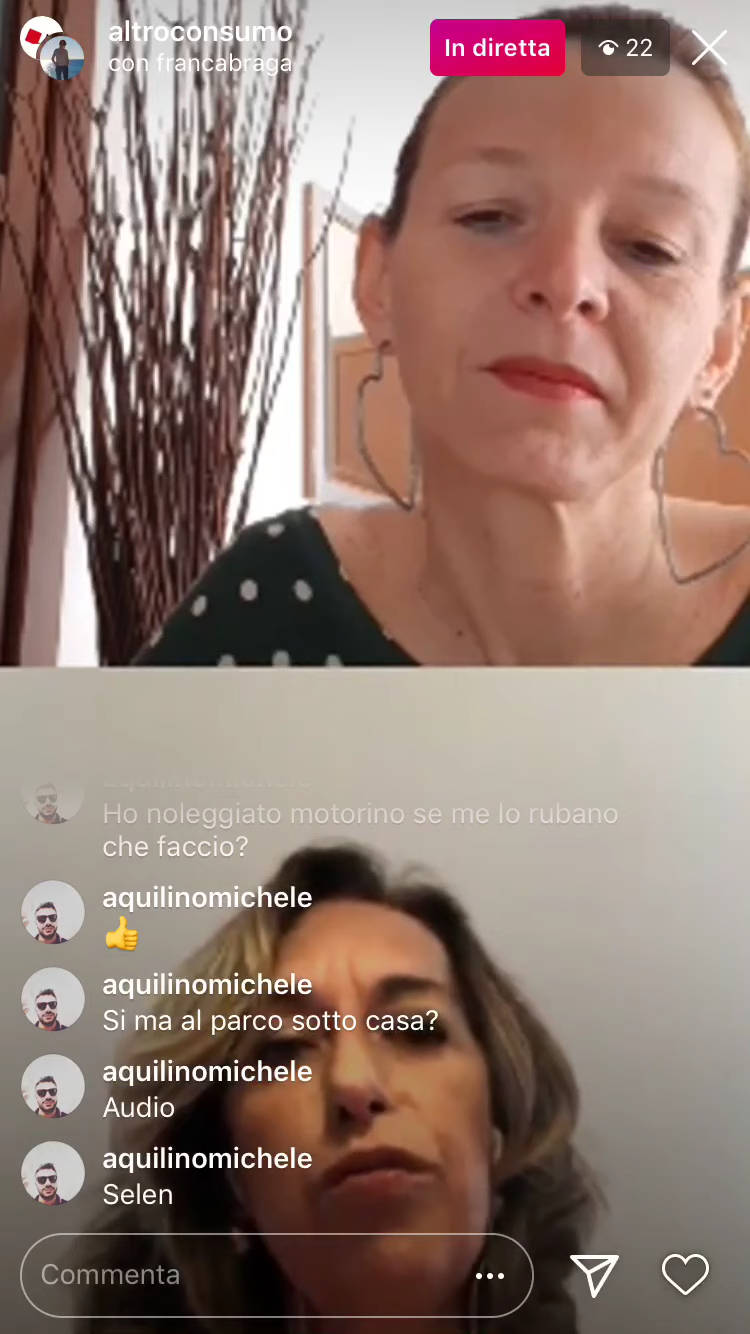 altroconsumo
con francabraga
In diretta
22
Ho noleggiato motorino se me lo rubano
che faccio?
aquilinomichele
👍
aquilinomichele
Si ma al parco sotto casa?
aquilinomichele
Audio
aquilinomichele
Selen
Commenta